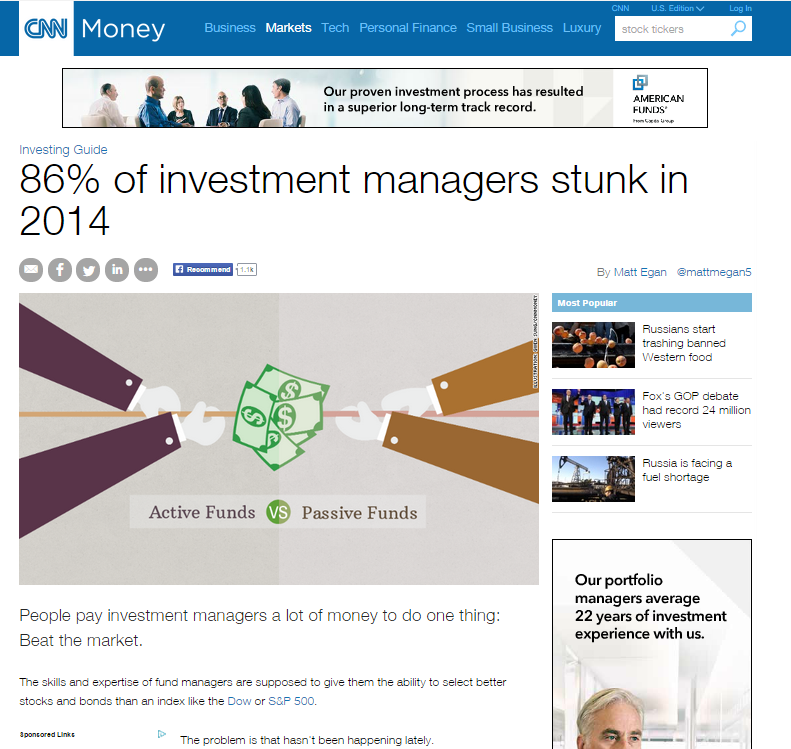 CNN Money
CNN U.S. Edition Log In
Business Markets Tech Personal Finance Small Business Luxury
stock tickers
Our proven investment process has resulted
in a superior long-term track record.
AMERICAN
FUNDS®
From Capital Group
Investing Guide
86% of investment managers stunk in
2014
in
f Recommend 1.1k
By Matt Egan @mattmegan5
Active Funds VS Passive Funds
Most Popular
Russians start
trashing banned
Western food
Fox's GOP debate
had record 24 million
viewers
Russia is facing a
fuel shortage
People pay investment managers a lot of money to do one thing:
Beat the market.
The skills and expertise of fund managers are supposed to give them the ability to select better
stocks and bonds than an index like the Dow or S&P 500.
Sponsored Links
The problem is that hasn't been happening lately.
Our portfolio
managers average
22 years of investment
experience with us.